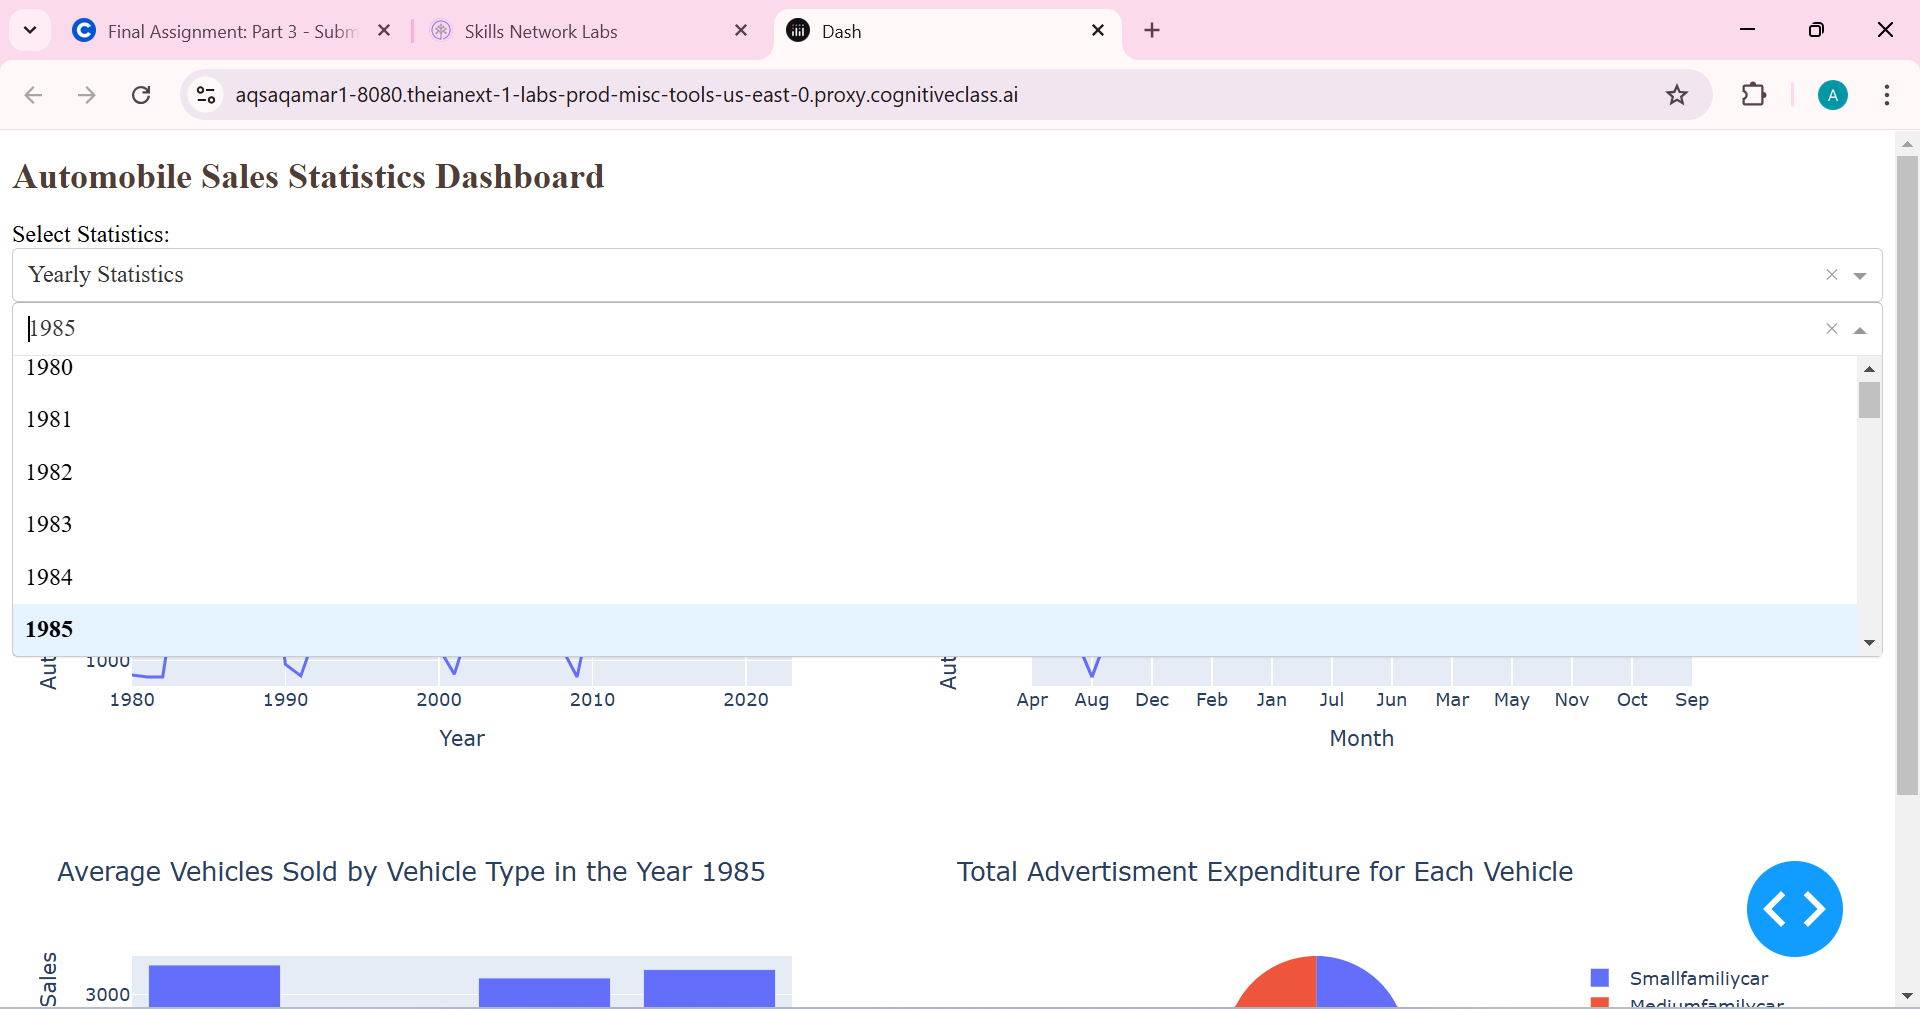 Final Assignment: Part 3 - Subm
Skills Network Labs
Dash
aqsaqamar1-8080.theianext-1-labs-prod-misc-tools-us-east-0.proxy.cognitiveclass.ai
A
Automobile Sales Statistics Dashboard
Select Statistics:
Yearly Statistics
1985
1980
1981
1982
1983
1984
1985
Aut
1000
1980 1990 2000 2010 2020
Year
Aut
Apr Aug Dec Feb Jan Jul Jun Mar May Nov Oct Sep
Month
Average Vehicles Sold by Vehicle Type in the Year 1985
Sales
3000
Total Advertisment Expenditure for Each Vehicle
Smallfamiliycar
Mediumfamilycar